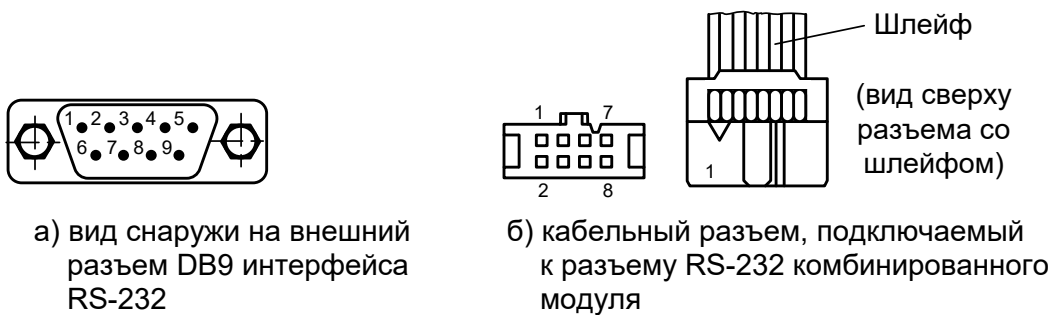 Шлейф
(вид сверху
разъема со
шлейфом)
1 2 3 4 5
6 7 8 9
1 7
2 8
1
а) вид снаружи на внешний
разъем DB9 интерфейса
RS-232
б) кабельный разъем, подключаемый
к разъему RS-232 комбинированного
модуля